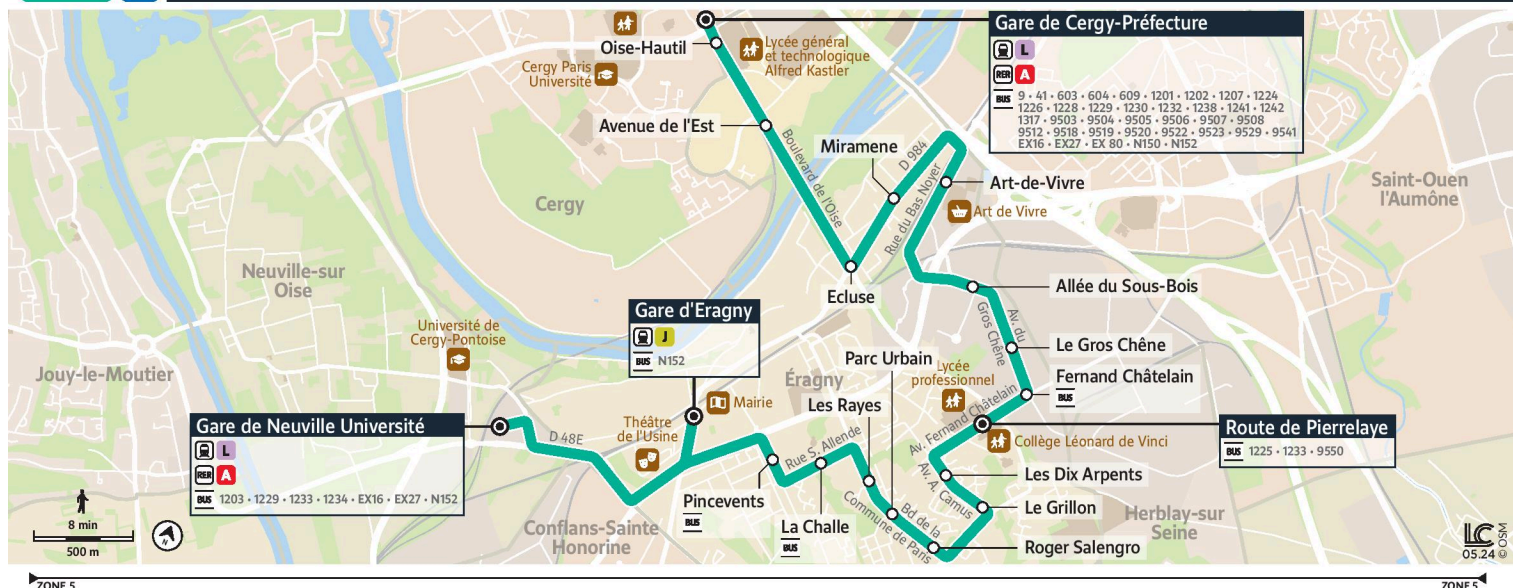 Gare de Cergy-Préfecture
L
RER A
BUS 9 • 41 • 603 • 604 • 609 • 1201 • 1202 • 1207 • 1224
1226 • 1228 • 1229 • 1230 • 1232 • 1238 • 1241 • 1242
1317 • 9503 • 9504 • 9505 • 9506 • 9507 • 9508
9512 • 9518 • 9519 • 9520 • 9522 • 9523 • 9529 • 9541
EX16 • EX27 • EX 80 • N150 • N152
Oise-Hautil
Lycée général
et technologique
Alfred Kastler
Cergy Paris
Université
Avenue de l'Est
Boulevard de l'Oise
Miramene
D 984
Rue du Bas Noyer
Art-de-Vivre
Art de Vivre
Saint-Ouen
l'Aumône
Cergy
Neuville-sur
Oise
Ecluse
Allée du Sous-Bois
Av. du
Gros Chêne
Le Gros Chêne
Gare d'Eragny
J
BUS N152
Université de
Cergy-Pontoise
Parc Urbain
Lycée
professionnel
Fernand Châtelain
BUS
Jouy-le-Moutier
Éragny
Les Rayes
Mairie
Théâtre
de l'Usine
Av. Fernand Châtelain
Collège Léonard de Vinci
Route de Pierrelaye
BUS 1225 • 1233 • 9550
Gare de Neuville Université
L
RER A
BUS 1203 • 1229 • 1233 • 1234 • EX16 • EX27 • N152
D 48E
Rue S. Allende
Av. A. Camus
Les Dix Arpents
Pincevents
BUS
La Challe
BUS
Bd de la
Commune de Paris
Le Grillon
Herblay-sur
Seine
Conflans-Sainte
Honorine
Roger Salengro
8 min
500 m
N
LC
05.24 © OSM
ZONE 5
ZONE 5